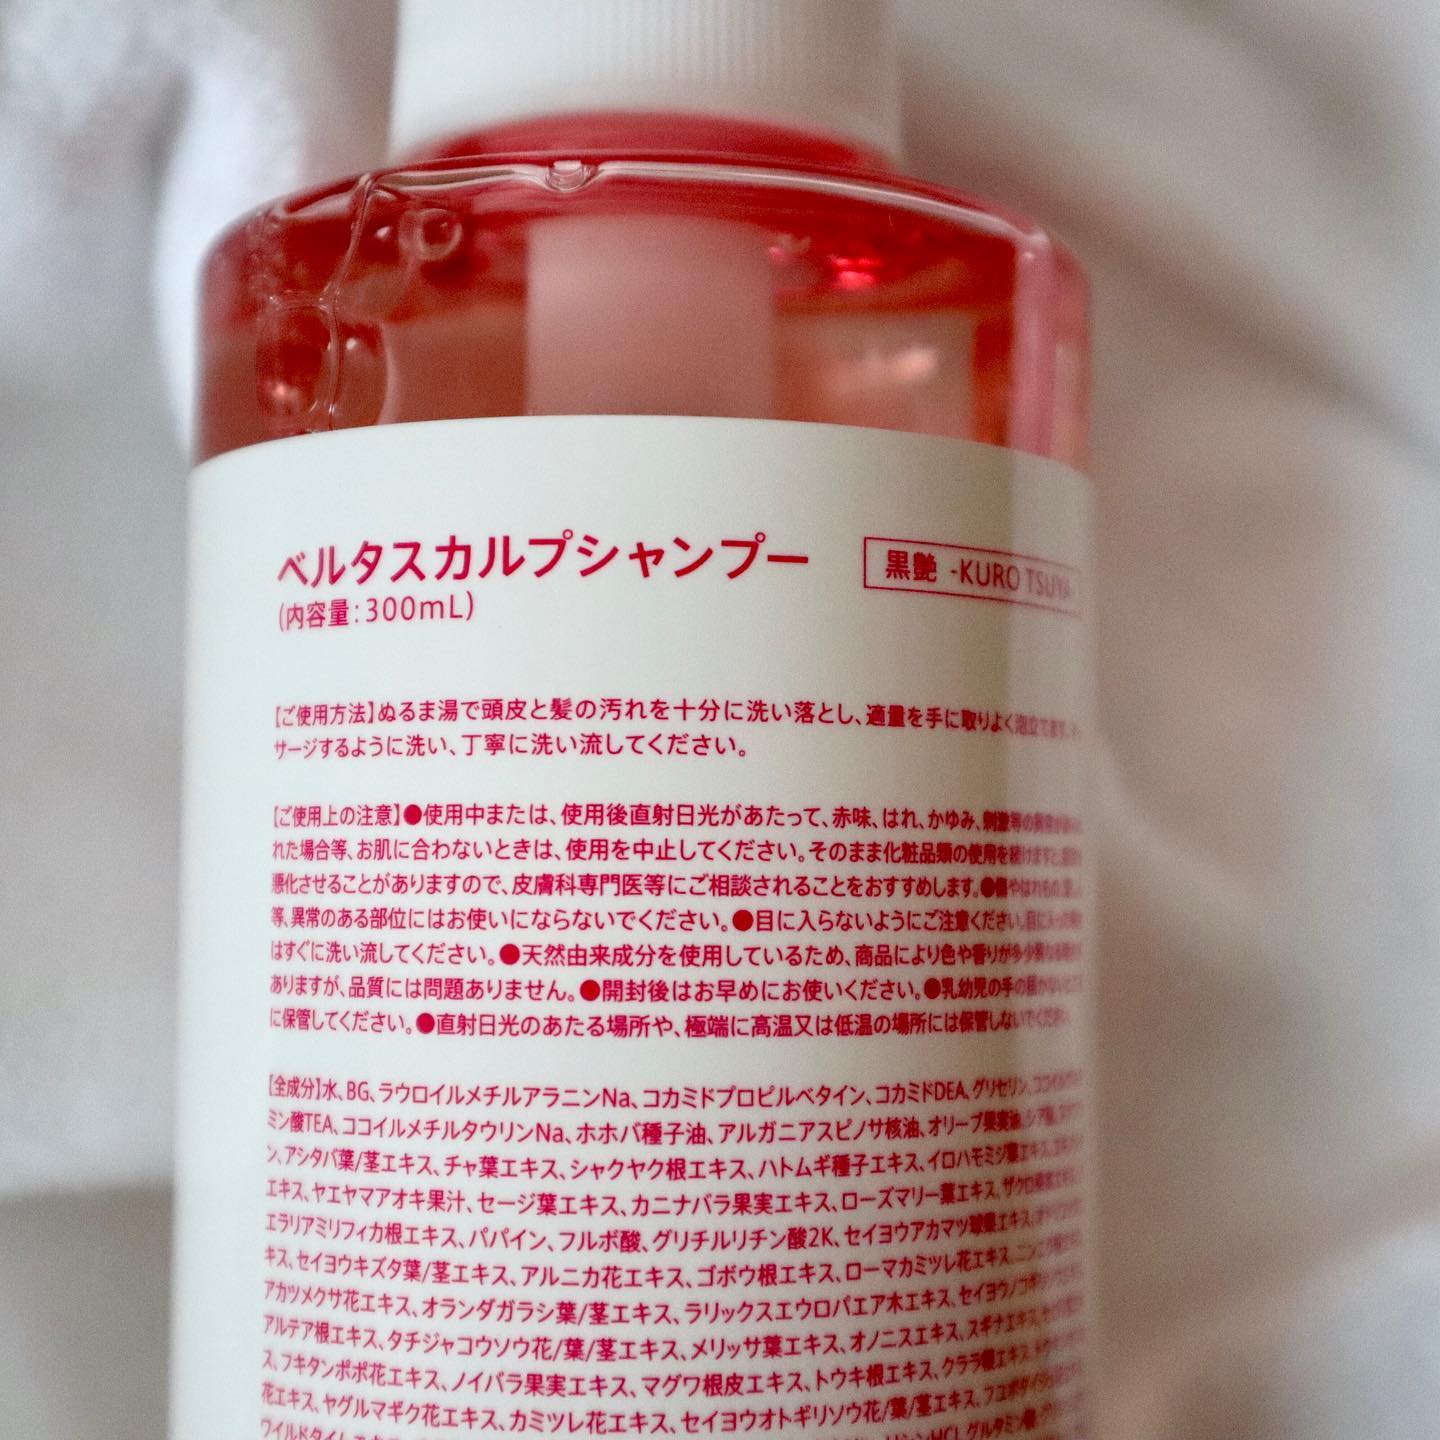 ベルタスカルプシャンプー
黒艶 -KURO TSUYA-
(内容量:300mL)
【ご使用方法】ぬるま湯で頭皮と髪の汚れを十分に洗い落とし、適量を手に取りよく泡立てます。
サージするように洗い、丁寧に洗い流してください。
【ご使用上の注意】●使用中または、使用後直射日光があたって、赤味、はれ、かゆみ、刺激等の
れた場合等、お肌に合わないときは、使用を中止してください。そのまま化粧品類の使用を続けますと
悪化させることがありますので、皮膚科専門医等にご相談されることをおすすめします。●傷やはれもの、
等、異常のある部位にはお使いにならないでください。●目に入らないようにご注意ください。
はすぐに洗い流してください。●天然由来成分を使用しているため、商品により色や香りが多少
ありますが、品質には問題ありません。●開封後はお早めにお使いください。●乳幼児の手の届かない
に保管してください。●直射日光のあたる場所や、極端に高温又は低温の場所には保管しないでください。
【全成分】水、BG、ラウロイルメチルアラニンNa、コカミドプロピルベタイン、コカミドDEA、グリセリン、
ミン酸TEA、ココイルメチルタウリンNa、ホホバ種子油、アルガニアスピノサ核油、オリーブ果実油、シア脂、
ン、アシタバ葉/茎エキス、チャ葉エキス、シャクヤク根エキス、ハトムギ種子エキス、イロハモミジ葉エキス、
エキス、ヤエヤマアオキ果汁、セージ葉エキス、カニナバラ果実エキス、ローズマリー葉エキス、ザクロ
エラリアミリフィカ根エキス、パパイン、フルボ酸、グリチルリチン酸2K、セイヨウアカマツ球果エキス、
キス、セイヨウキズタ葉/茎エキス、アルニカ花エキス、ゴボウ根エキス、ローマカミツレ花エキス、
アカツメクサ花エキス、オランダガラシ葉/茎エキス、ラリックスエウロパエア木エキス、
アルテア根エキス、タチジャコウソウ花/葉/茎エキス、メリッサ葉エキス、オノニスエキス、スギナエキス、
ス、フキタンポポ花エキス、ノイバラ果実エキス、マグワ根皮エキス、トウキ根エキス、クララ根エキス、
花エキス、ヤグルマギク花エキス、カミツレ花エキス、セイヨウオトギリソウ花/葉/茎エキス、